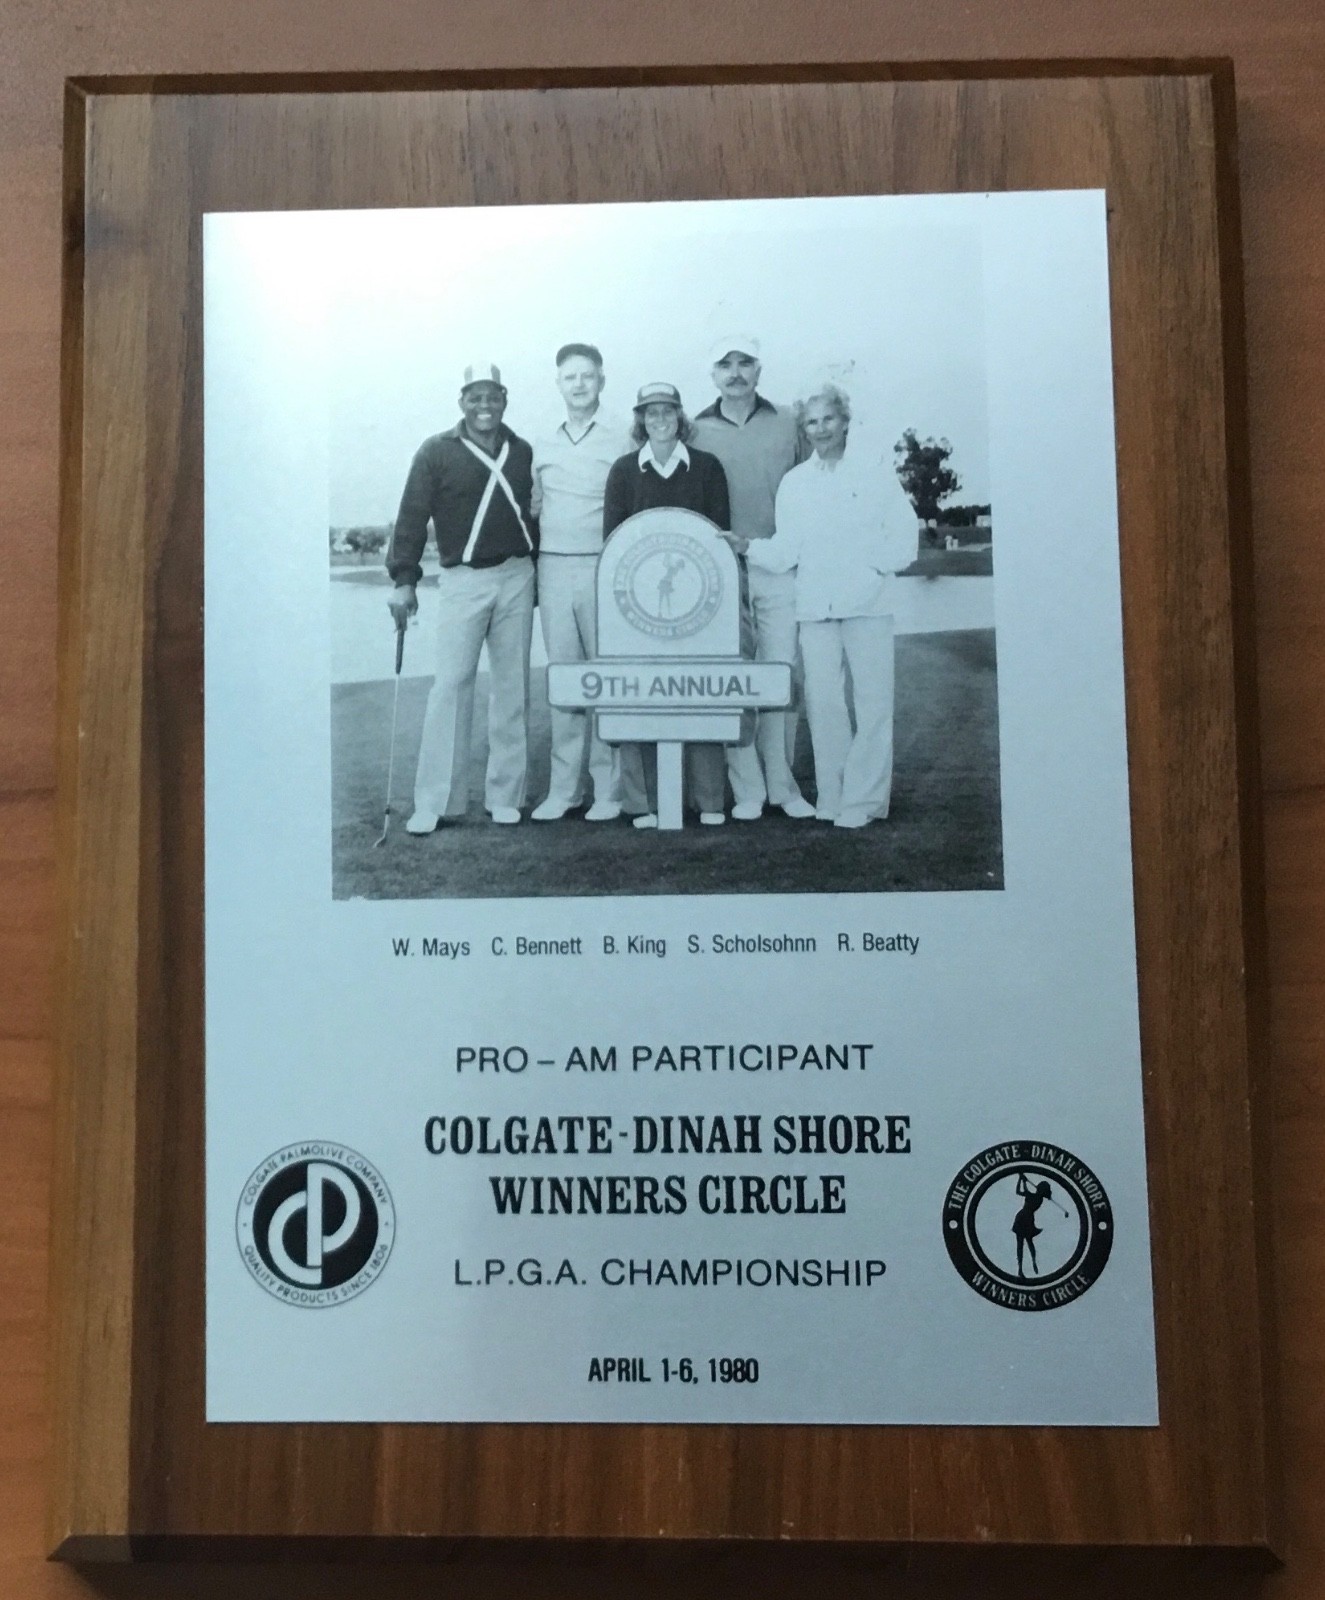 9TH ANNUAL
W. Mays C. Bennett B. King S. Scholsohnn R. Beatty
PRO – AM PARTICIPANT
COLGATE-DINAH SHORE
WINNERS CIRCLE
L.P.G.A. CHAMPIONSHIP
COLGATE-PALMOLIVE COMPANY
QUALITY PRODUCTS SINCE 1806
THE COLGATE-DINAH SHORE
WINNERS CIRCLE
APRIL 1-6, 1980